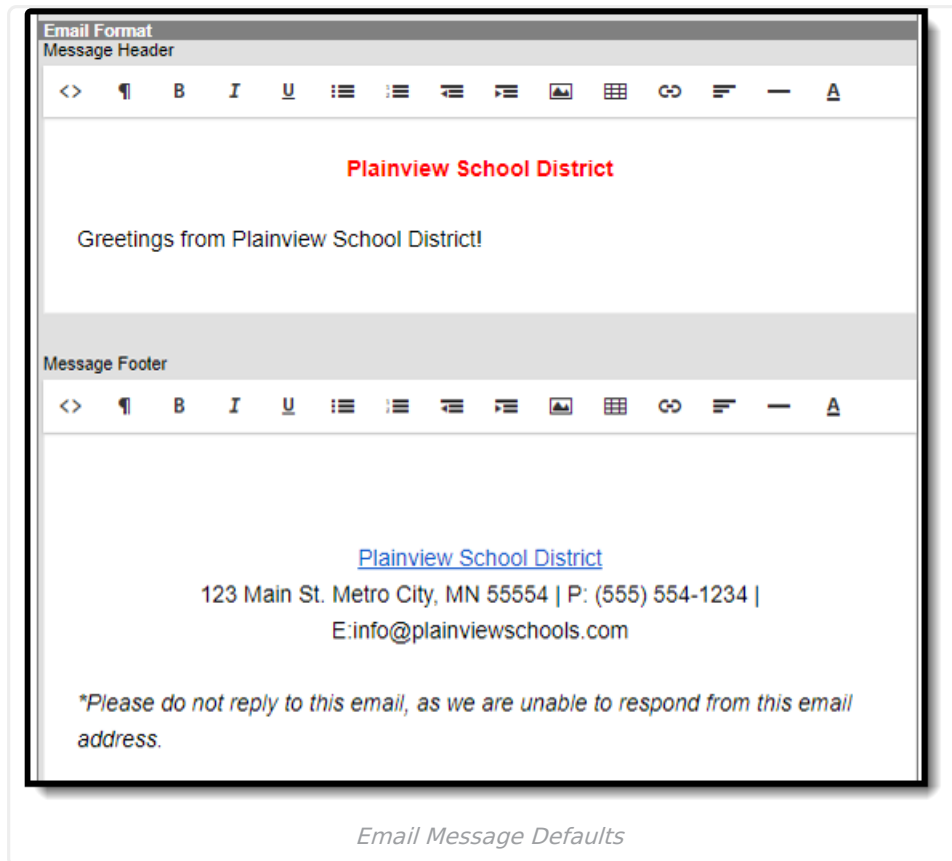 Email Format
Message Header
Plainview School District
Greetings from Plainview School District!
Message Footer
Plainview School District
123 Main St. Metro City, MN 55554 | P: (555) 554-1234 |
E:info@plainviewschools.com
*Please do not reply to this email, as we are unable to respond from this email
address.
Email Message Defaults